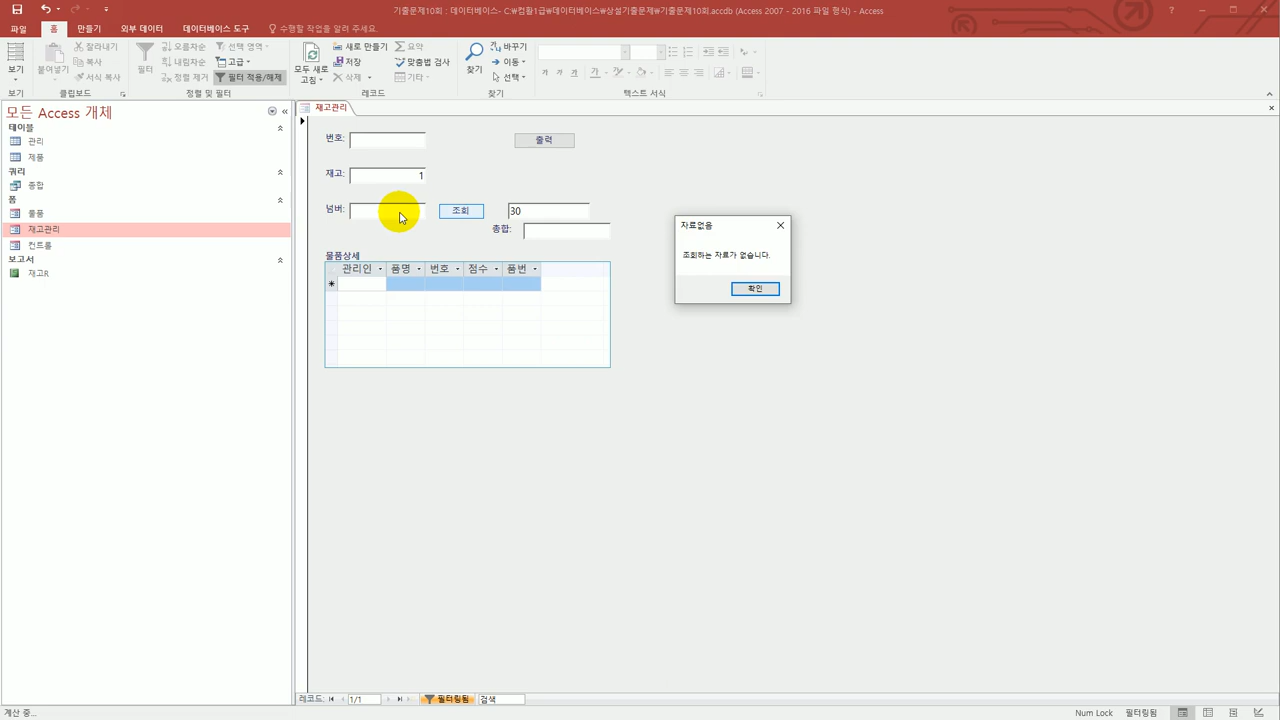 기출문제10회 : 데이터베이스- C:₩컴활1급₩데이터베이스₩상설기출문제₩기출문제10회.accdb (Access 2007 - 2016 파일 형식) - Access
파일 홈 만들기 외부 데이터 데이터베이스 도구 수행할 작업을 알려 주세요.
보기
보기
붙여넣기
잘라내기
복사
서식 복사
클립보드
필터
오름차순
내림차순
정렬 제거
선택 영역
고급
필터 적용/해제
정렬 및 필터
모두 새로 고침
새로 만들기
저장
삭제
요약
맞춤법 검사
기타
레코드
찾기
바꾸기
이동
선택
찾기
가 가 가
텍스트 서식
모든 Access 개체
테이블
관리
제품
쿼리
종합
폼
물품
재고관리
컨트롤
보고서
재고R
재고관리
번호:
출력
재고: 1
넘버: 조회 30
총합:
물품상세
관리인 품명 번호 점수 품번
자료없음
조회하는 자료가 없습니다.
확인
레코드: 1/1 필터링됨 검색
계산 중... Num Lock 필터링됨